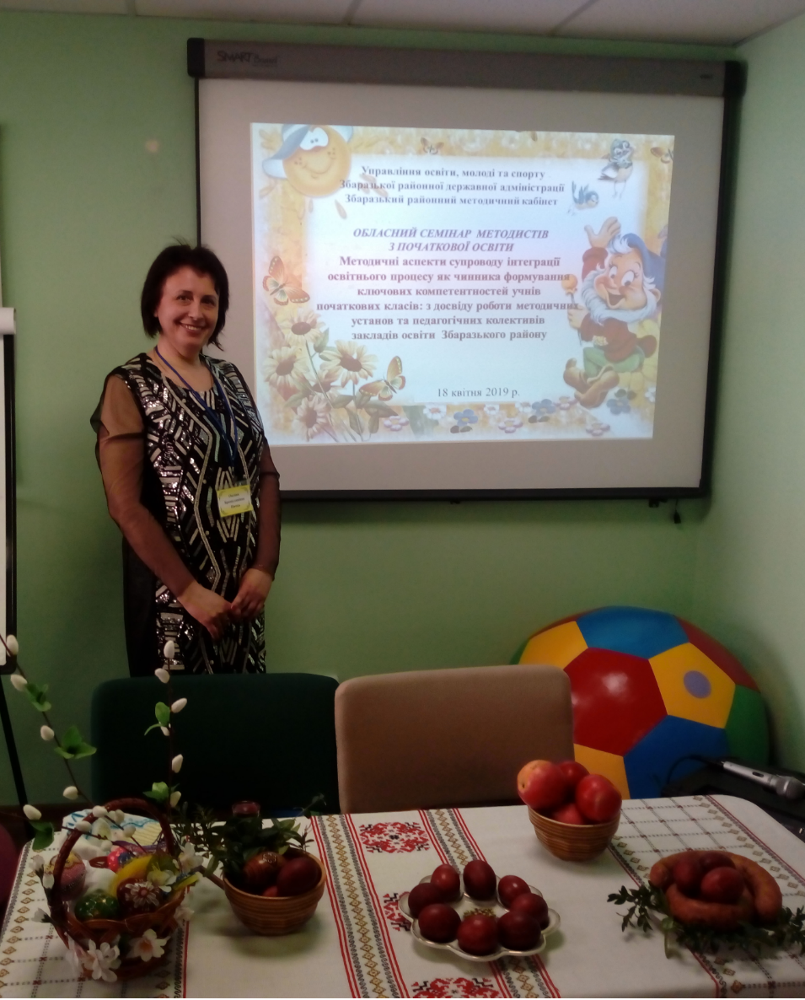 SMART Board
Управління освіти, молоді та спорту
Збаразької районної державної адміністрації
Збаразький районний методичний кабінет
ОБЛАСНИЙ СЕМІНАР МЕТОДИСТІВ
З ПОЧАТКОВОЇ ОСВІТИ
Методичні аспекти супроводу інтеграції
освітнього процесу як чинника формування
ключових компетентностей учнів
початкових класів: з досвіду роботи методичних
установ та педагогічних колективів
закладів освіти Збаразького району
18 квітня 2019 р.